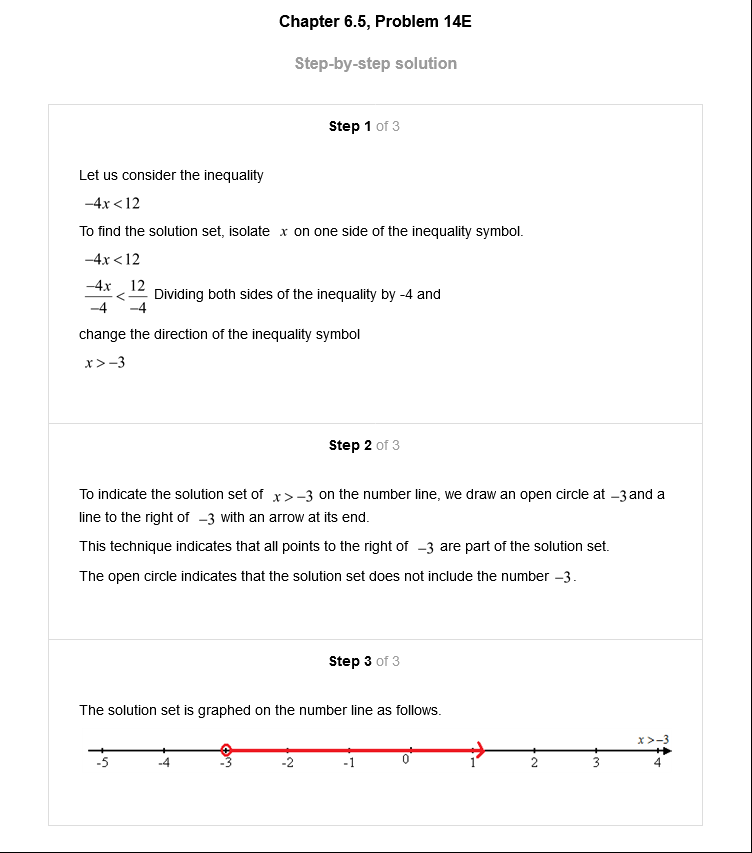 Chapter 6.5, Problem 14E
Step-by-step solution
Step 1 of 3
Let us consider the inequality
−4x < 12
To find the solution set, isolate x on one side of the inequality symbol.
−4x < 12
−4x/−4 < 12/−4 Dividing both sides of the inequality by -4 and
change the direction of the inequality symbol
x > −3
Step 2 of 3
To indicate the solution set of x > −3 on the number line, we draw an open circle at −3 and a
line to the right of −3 with an arrow at its end.
This technique indicates that all points to the right of −3 are part of the solution set.
The open circle indicates that the solution set does not include the number −3.
Step 3 of 3
The solution set is graphed on the number line as follows.
x >−3
-5 -4 -3 -2 -1 0 1 2 3 4